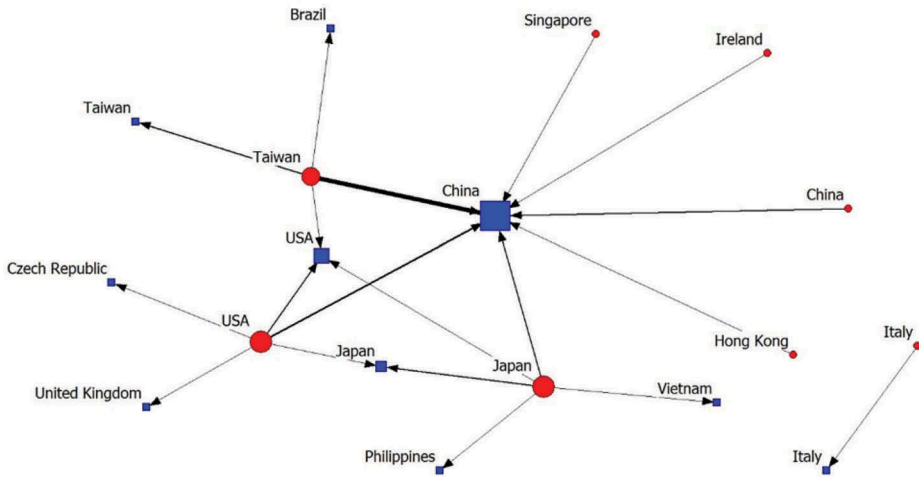 Brazil
Singapore
Ireland
Taiwan
Taiwan
China
China
USA
Czech Republic
USA
Japan
Japan
Hong Kong
Italy
United Kingdom
Vietnam
Philippines
Italy